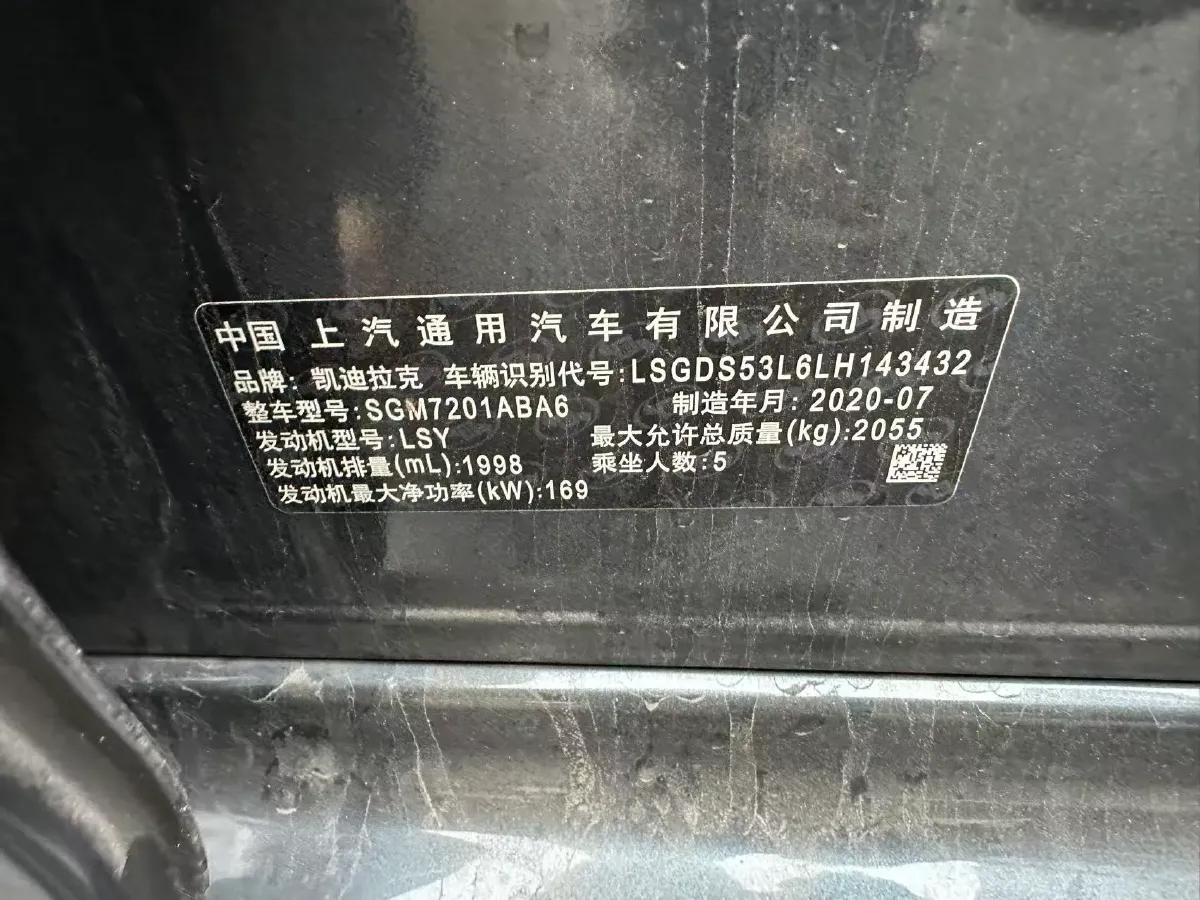 中国 上汽通用汽车有限公司制造
品牌: 凯迪拉克 车辆识别代号:LSGDS53L6LH143432
整车型号:SGM7201ABA6 制造年月: 2020-07
发动机型号:LSY 最大允许总质量(kg):2055
发动机排量(mL):1998 乘坐人数:5
发动机最大净功率(kW):169